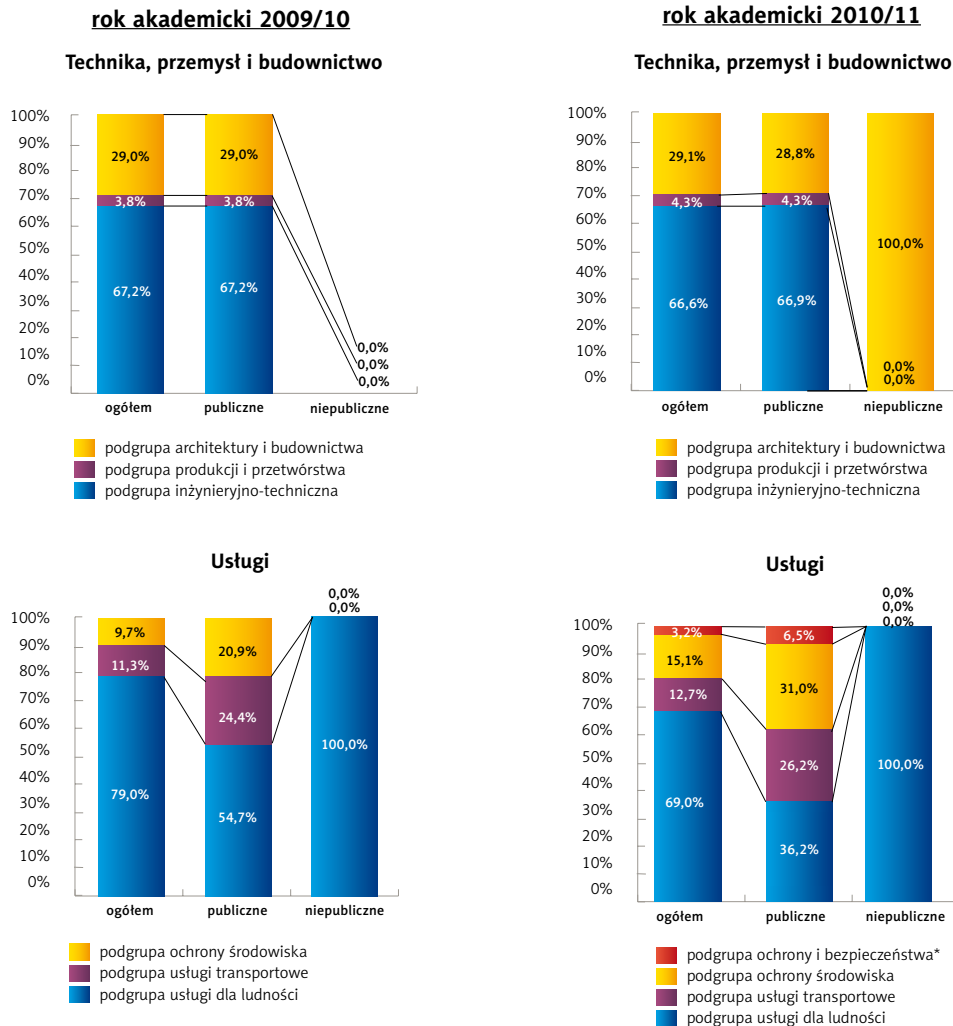 rok akademicki 2009/10
Technika, przemysł i budownictwo
100%
90%
80%
70%
60%
50%
40%
30%
20%
10%
0%
29,0%
3,8%
67,2%
29,0%
3,8%
67,2%
0,0%
0,0%
0,0%
ogółem
publiczne
niepubliczne
podgrupa architektury i budownictwa
podgrupa produkcji i przetwórstwa
podgrupa inżynieryjno-techniczna
rok akademicki 2010/11
Technika, przemysł i budownictwo
100%
90%
80%
70%
60%
50%
40%
30%
20%
10%
0%
29,1%
4,3%
66,6%
28,8%
4,3%
66,9%
100,0%
0,0%
0,0%
ogółem
publiczne
niepubliczne
podgrupa architektury i budownictwa
podgrupa produkcji i przetwórstwa
podgrupa inżynieryjno-techniczna
Usługi
100%
90%
80%
70%
60%
50%
40%
30%
20%
10%
0%
9,7%
11,3%
79,0%
20,9%
24,4%
54,7%
0,0%
0,0%
100,0%
ogółem
publiczne
niepubliczne
podgrupa ochrony środowiska
podgrupa usługi transportowe
podgrupa usługi dla ludności
Usługi
100%
90%
80%
70%
60%
50%
40%
30%
20%
10%
0%
3,2%
15,1%
12,7%
69,0%
6,5%
31,0%
26,2%
36,2%
0,0%
0,0%
0,0%
100,0%
ogółem
publiczne
niepubliczne
podgrupa ochrony i bezpieczeństwa*
podgrupa ochrony środowiska
podgrupa usługi transportowe
podgrupa usługi dla ludności